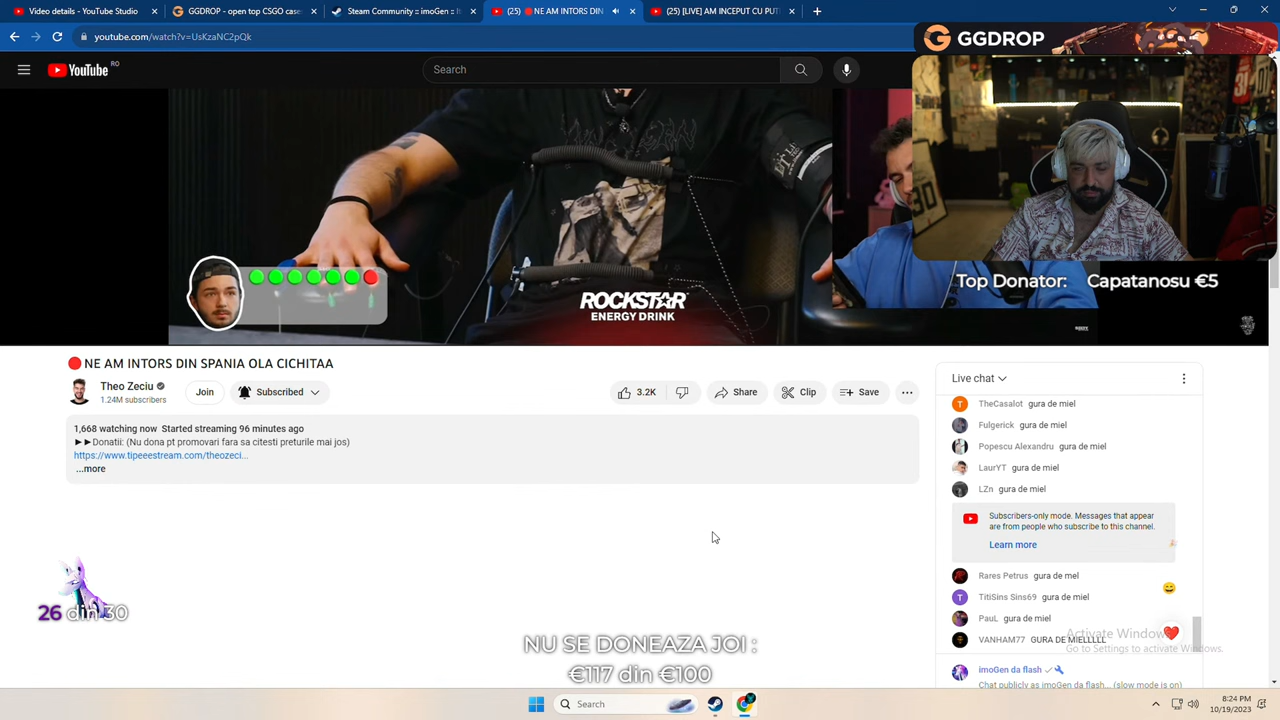 Video details - YouTube Studio
GGDROP - open top CSGO case
Steam Community :: imoGen :: I
(25) 🔴 NE AM INTORS DIN
(25) [LIVE] AM INCEPUT CU PUT
youtube.com/watch?v=UsKzaNC2pQk
GGDROP
YouTube RO
Search
ROCKSTAR
ENERGY DRINK
Top Donator: Capatanosu €5
🔴 NE AM INTORS DIN SPANIA OLA CICHITAA
Theo Zeciu
1.24M subscribers
Join
Subscribed
3.2K
Share
Clip
Save
1,668 watching now Started streaming 96 minutes ago
►►Donatii: (Nu dona pt promovari fara sa citesti preturile mai jos)
https://www.tipeeestream.com/theozeci...
...more
Live chat
T TheCasalot gura de miel
Fulgerick gura de miel
Popescu Alexandru gura de miel
LaurYT gura de miel
LZn gura de miel
Subscribers-only mode. Messages that appear
are from people who subscribe to this channel.
Learn more
Rares Petrus gura de mel
T TitiSins Sins69 gura de miel
PauL gura de miel
VANHAM77 GURA DE MIELLLLL
Activate Windows
Go to Settings to activate Windows.
imoGen da flash
Chat publicly as imoGen da flash... (slow mode is on)
26 din 30
NU SE DONEAZA JOI :
€117 din €100
Search
8:24 PM
10/19/2023